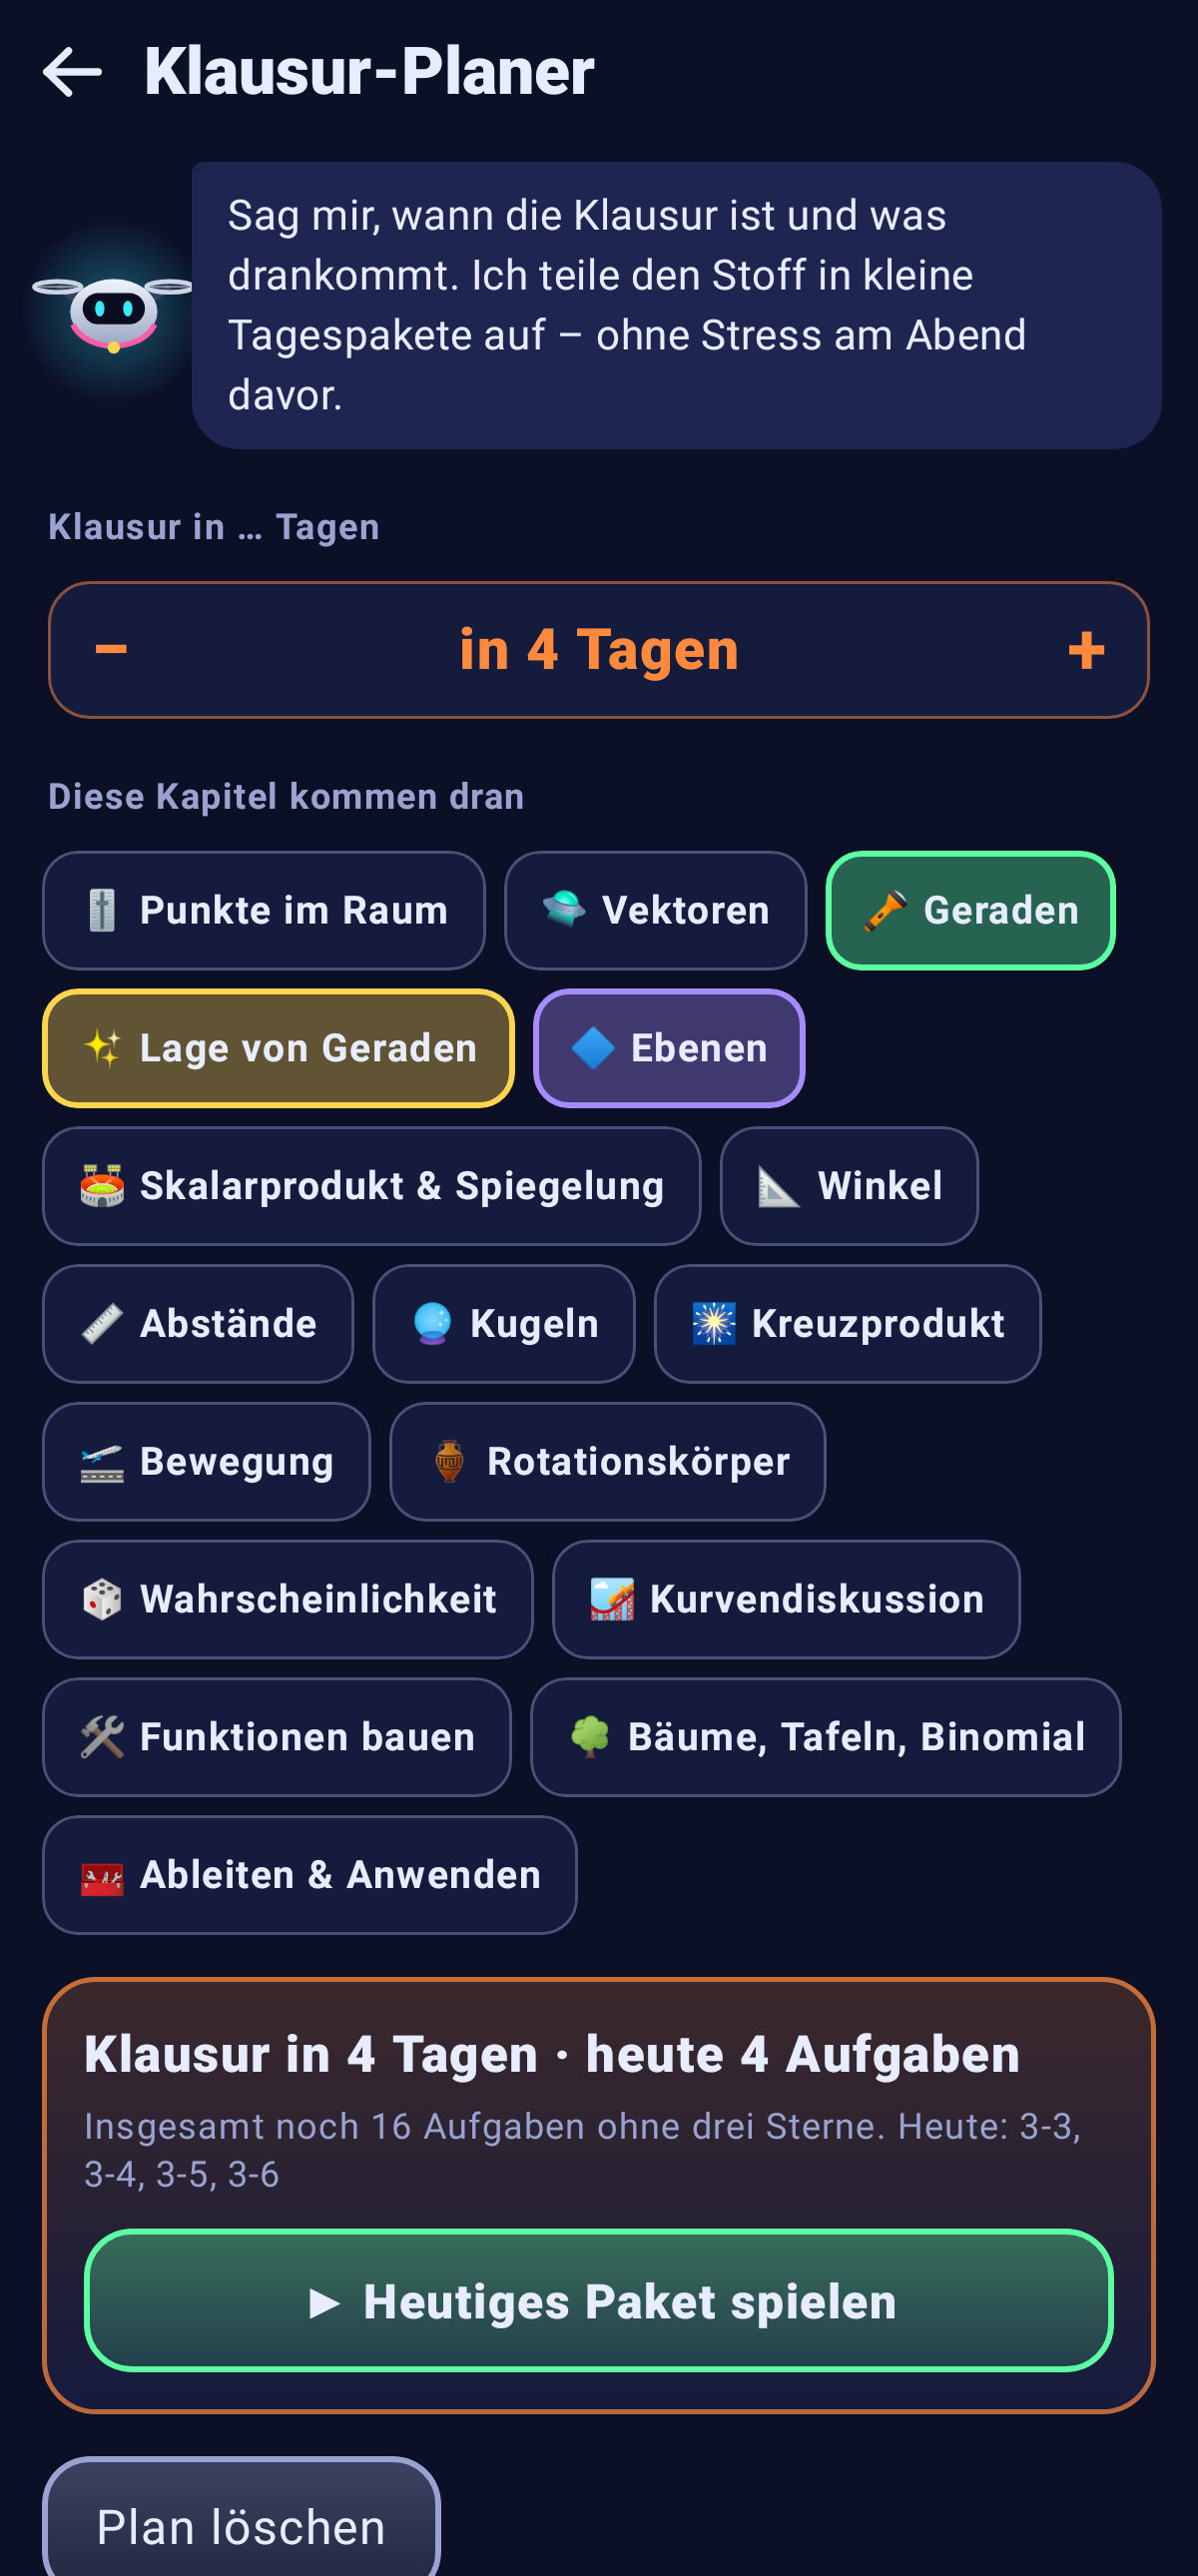 Klausur-Planer
Sag mir, wann die Klausur ist und was
drankommt. Ich teile den Stoff in kleine
Tagespakete auf – ohne Stress am Abend
davor.
Klausur in … Tagen
− in 4 Tagen +
Diese Kapitel kommen dran
Punkte im Raum Vektoren Geraden
Lage von Geraden Ebenen
Skalarprodukt & Spiegelung Winkel
Abstände Kugeln Kreuzprodukt
Bewegung Rotationskörper
Wahrscheinlichkeit Kurvendiskussion
Funktionen bauen Bäume, Tafeln, Binomial
Ableiten & Anwenden
Klausur in 4 Tagen · heute 4 Aufgaben
Insgesamt noch 16 Aufgaben ohne drei Sterne. Heute: 3-3,
3-4, 3-5, 3-6
► Heutiges Paket spielen
Plan löschen